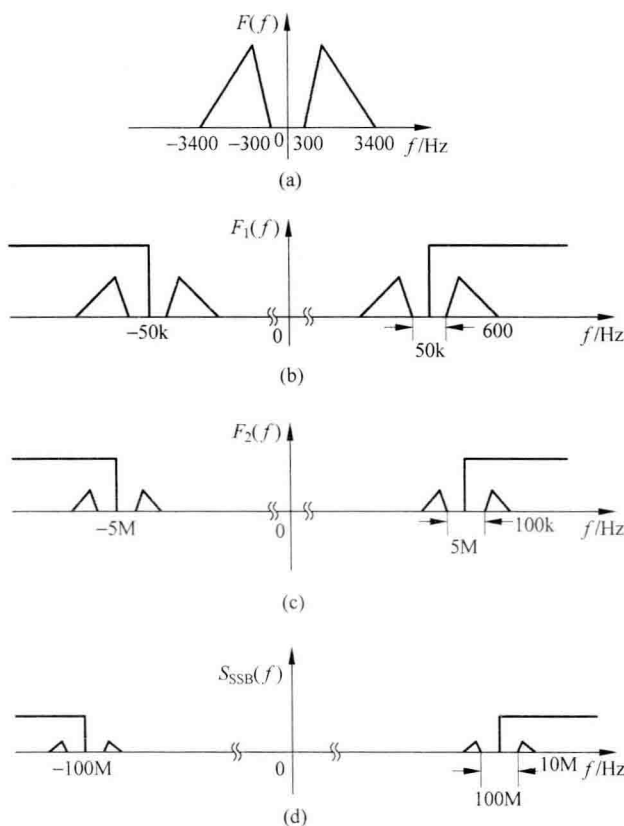 F(f)
−3400 −300 0 300 3400 f/Hz
(a)
F₁(f)
−50k 0 50k 600 f/Hz
(b)
F₂(f)
−5M 0 5M 100k f/Hz
(c)
S_SSB(f)
−100M 0 100M 10M f/Hz
(d)